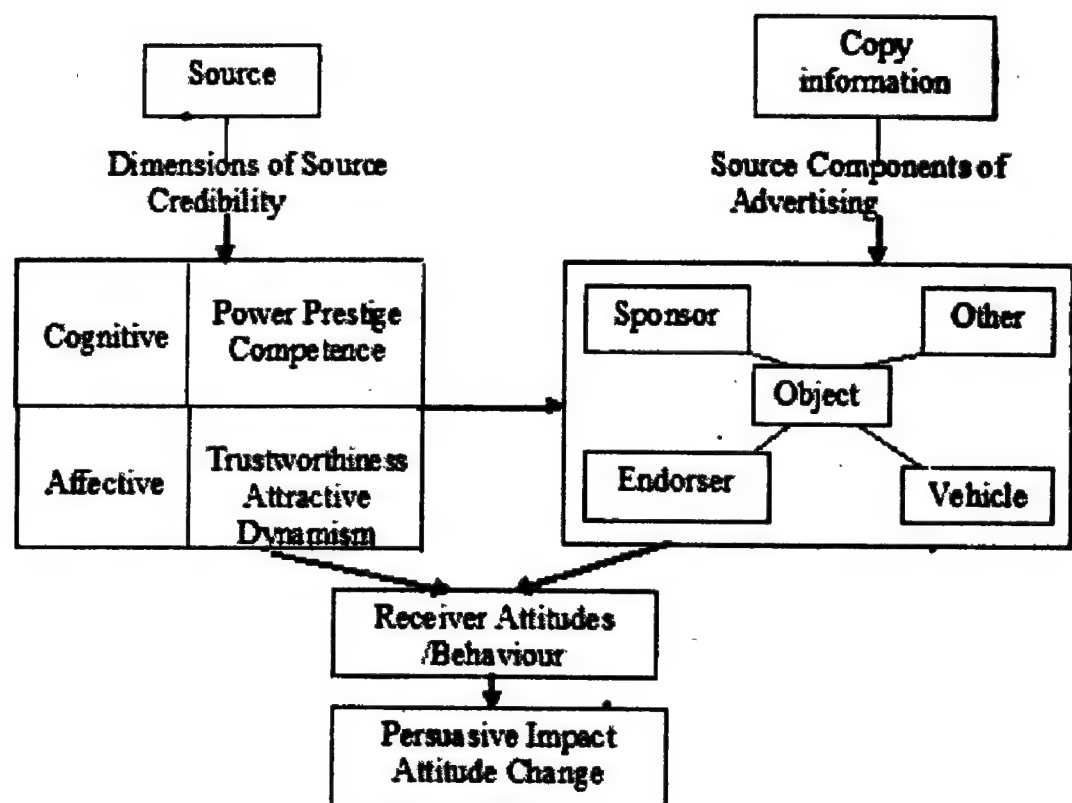 Source
Copy
information
Dimensions of Source
Credibility
Source Components of
Advertising
Cognitive
Power Prestige
Competence
Affective
Trustworthiness
Attractive
Dynamism
Sponsor
Other
Object
Endorser
Vehicle
Receiver Attitudes
/Behaviour
Persuasive Impact
Attitude Change